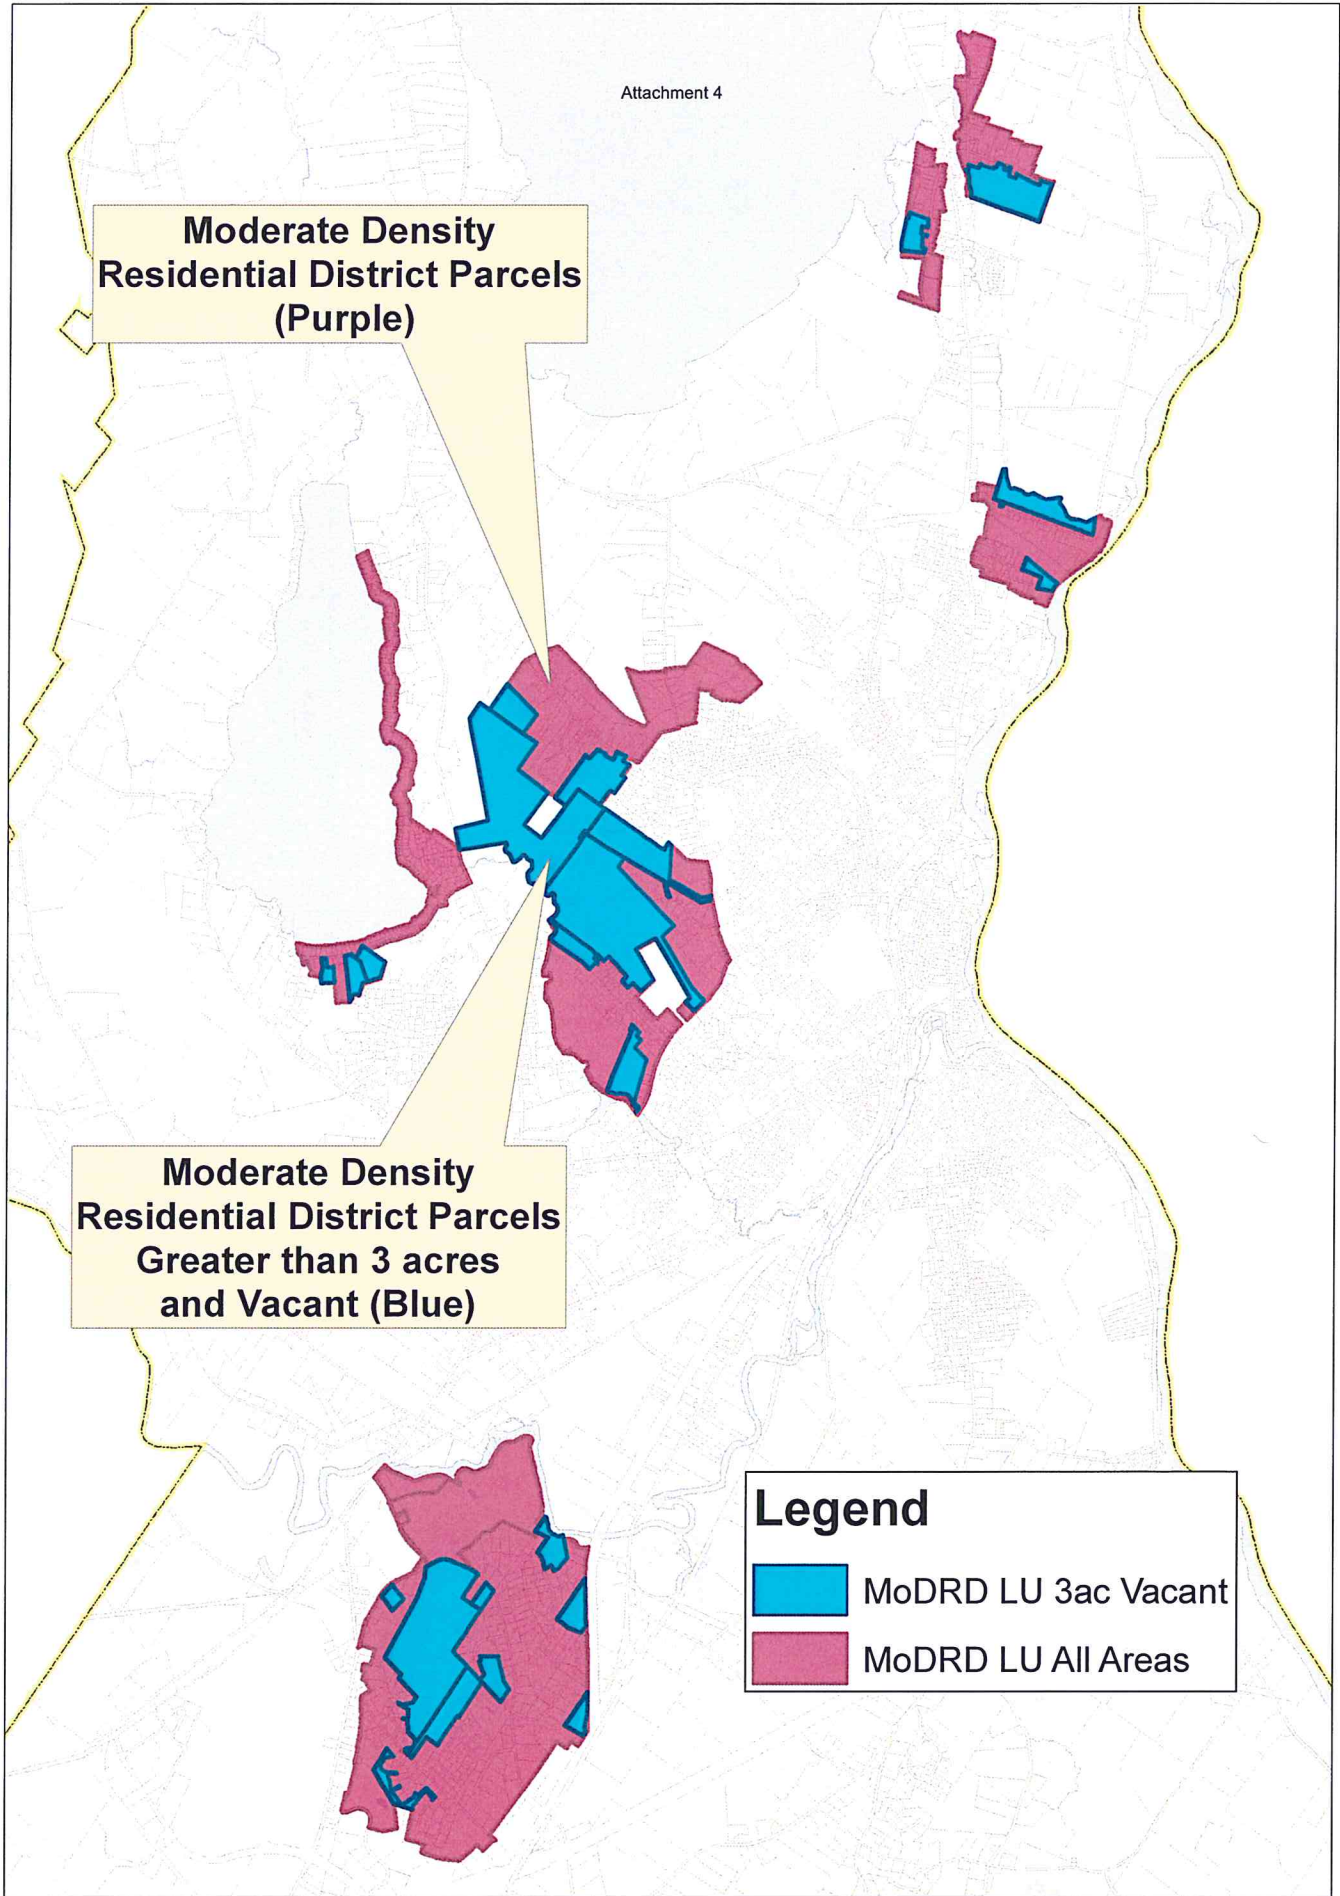 Attachment 4
Moderate Density
Residential District Parcels
(Purple)
Moderate Density
Residential District Parcels
Greater than 3 acres
and Vacant (Blue)
Legend
MoDRD LU 3ac Vacant
MoDRD LU All Areas